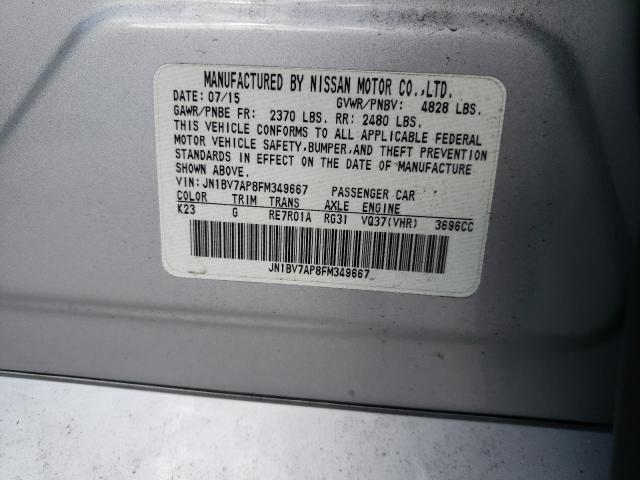 MANUFACTURED BY NISSAN MOTOR CO.,LTD.
DATE: 07/15 GVWR/PNBV: 4828 LBS.
GAWR/PNBE FR: 2370 LBS. RR: 2480 LBS.
THIS VEHICLE CONFORMS TO ALL APPLICABLE FEDERAL
MOTOR VEHICLE SAFETY,BUMPER,AND THEFT PREVENTION
STANDARDS IN EFFECT ON THE DATE OF MANUFACTURE
SHOWN ABOVE.
VIN: JN1BV7AP8FM349667 PASSENGER CAR
COLOR TRIM TRANS AXLE ENGINE
K23 G RE7R01A RG31 VQ37(VHR) 3696CC
JN1BV7AP8FM349667